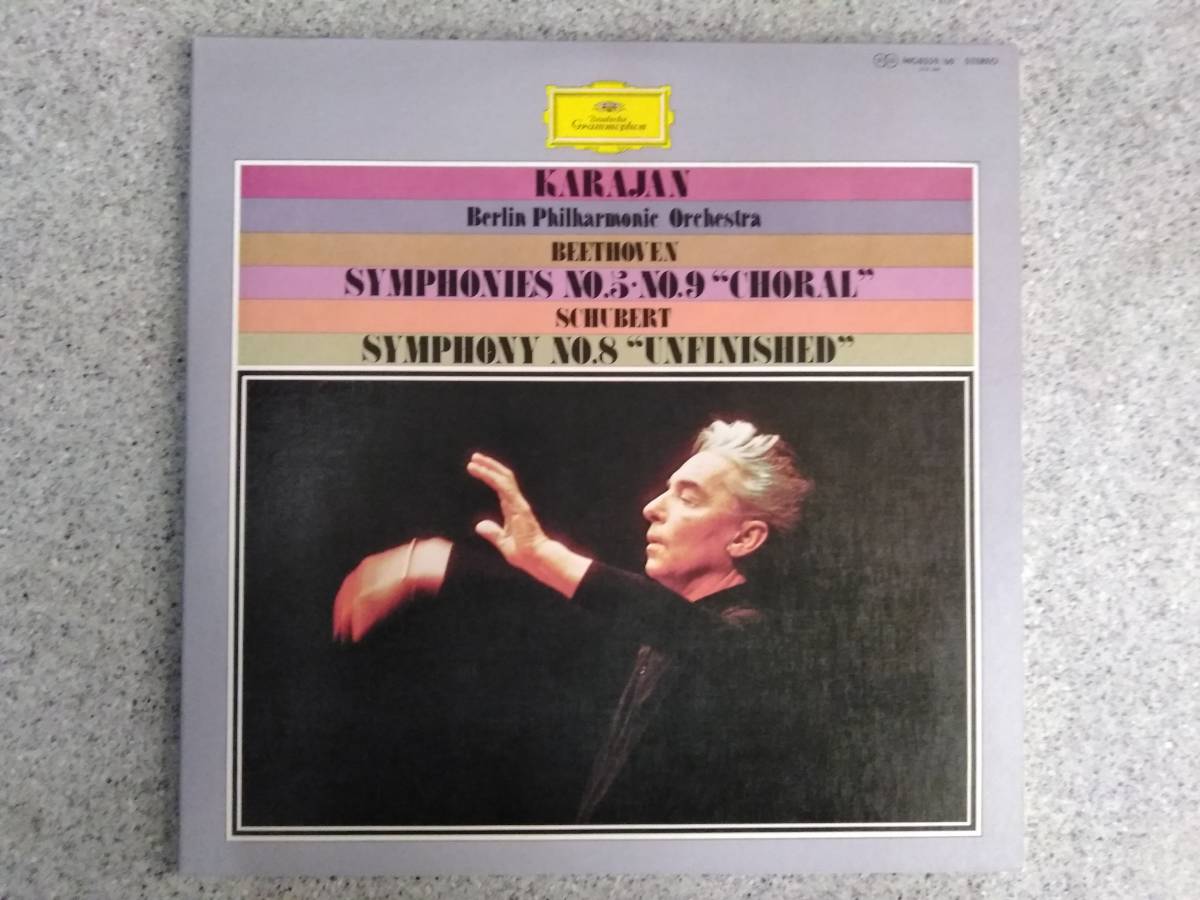 STEREO
Deutsche
Grammophon
KARAJAN
Berlin Philharmonic Orchestra
BEETHOVEN
SYMPHONIES NO.5·NO.9 “CHORAL”
SCHUBERT
SYMPHONY NO.8 “UNFINISHED”